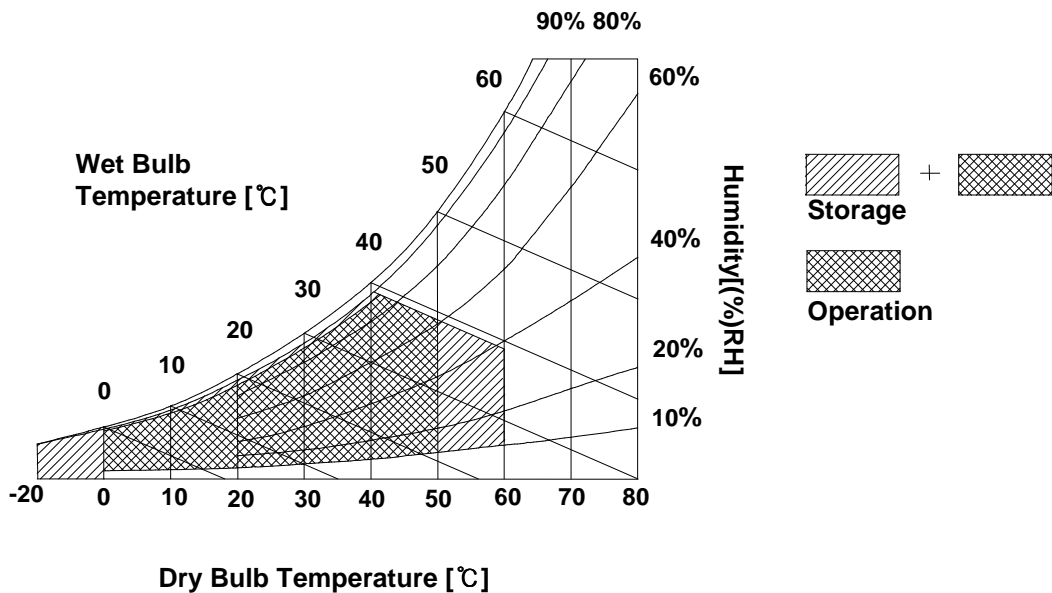 90% 80%
60
60%
50
Wet Bulb
Temperature [℃]
40
40%
30
20
20%
10
10%
0
-20 0 10 20 30 40 50 60 70 80
Dry Bulb Temperature [℃]
Humidity[(%)RH]
+
Storage
Operation